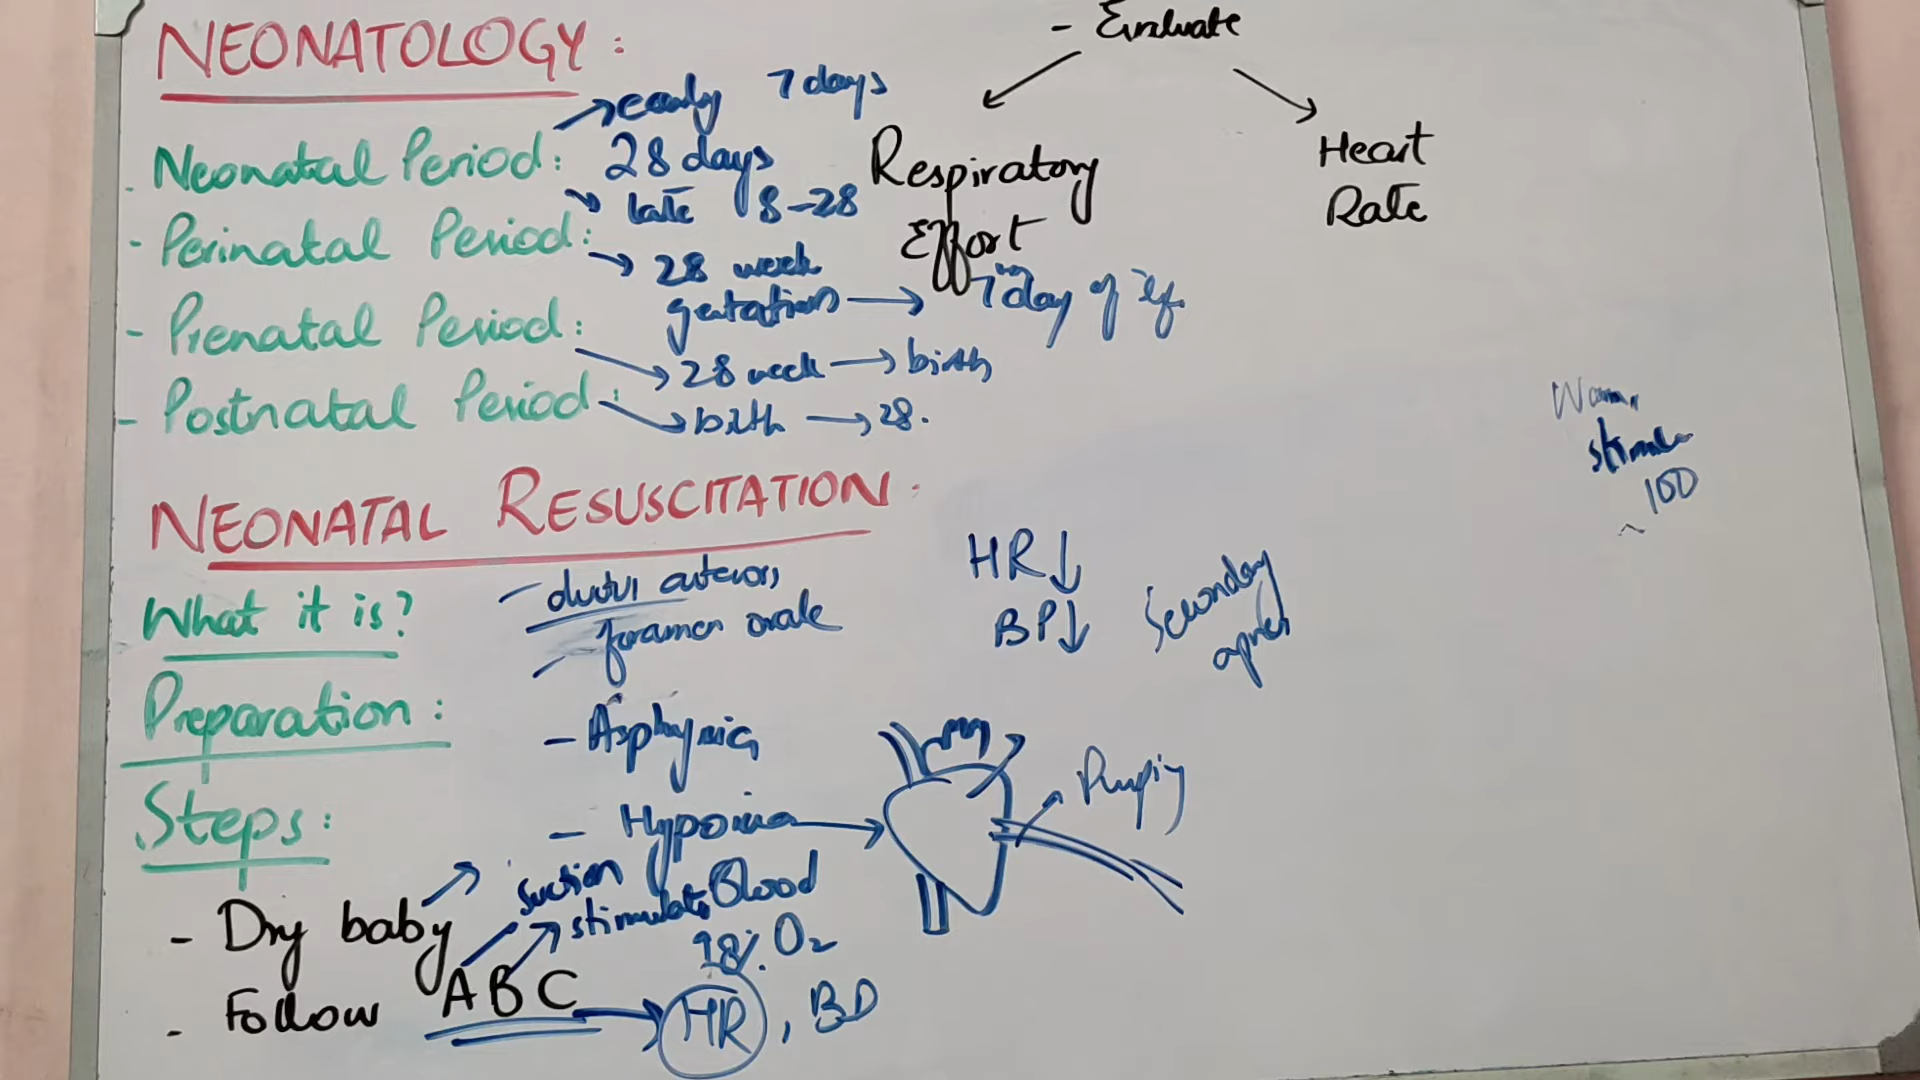 NEONATOLOGY:
early 7 days
- Neonatal Period: 28 days
late 8-28
- Perinatal Period:
28 week
gestation → 7 day of life
- Prenatal Period:
28 week → birth
- Postnatal Period:
birth → 28.
NEONATAL RESUSCITATION:
What it is?
- ductus arteriosus
- foramen ovale
Preparation:
- Asphyxia
Steps:
- Hypoxia →
suction
stimulate Blood
- Dry baby
98% O2
- Follow ABC → HR, BP
- Evaluate
Respiratory
Effort
Heart
Rate
HR↓
BP↓
Secondary
apnea
Warm,
100